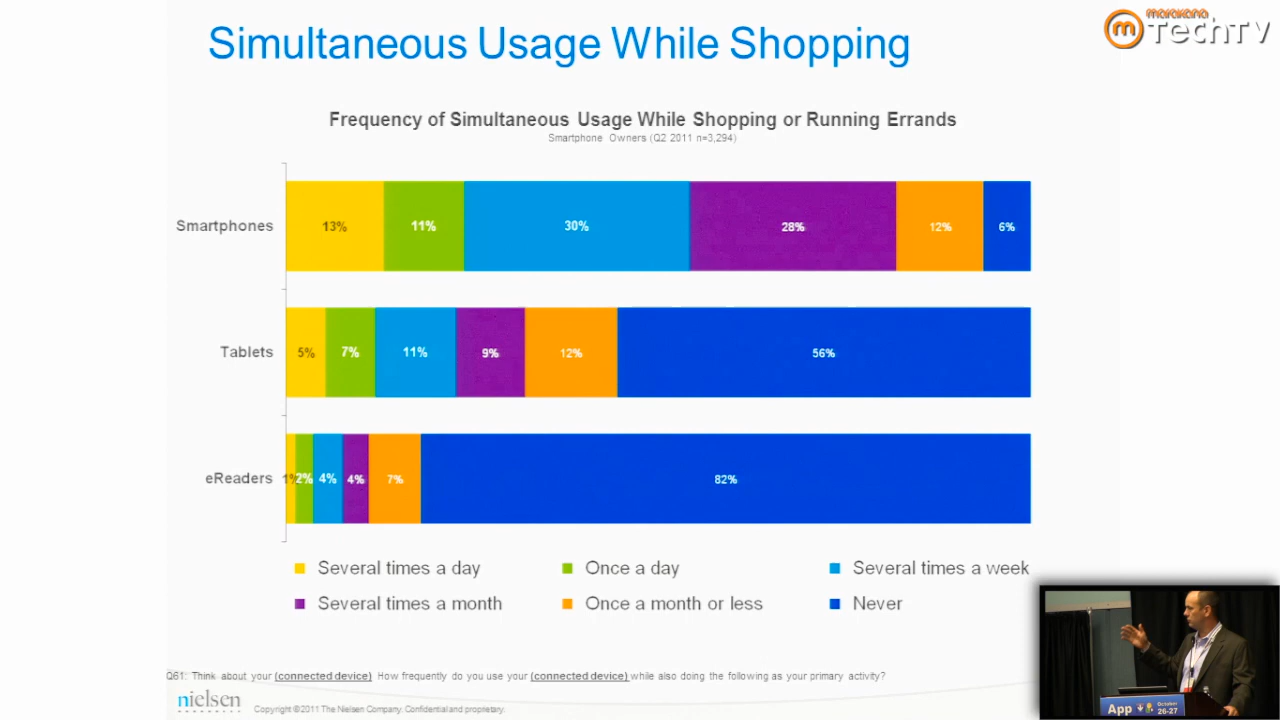 Simultaneous Usage While Shopping
marakana
m TechTV
Frequency of Simultaneous Usage While Shopping or Running Errands
Smartphone Owners (Q2 2011 n=3,294)
Smartphones 13% 11% 30% 28% 12% 6%
Tablets 5% 7% 11% 9% 12% 56%
eReaders 1% 2% 4% 4% 7% 82%
Several times a day Once a day Several times a week
Several times a month Once a month or less Never
Q61: Think about your (connected device) How frequently do you use your (connected device) while also doing the following as your primary activity?
nielsen
Copyright ©2011 The Nielsen Company. Confidential and proprietary.
App October
26-27